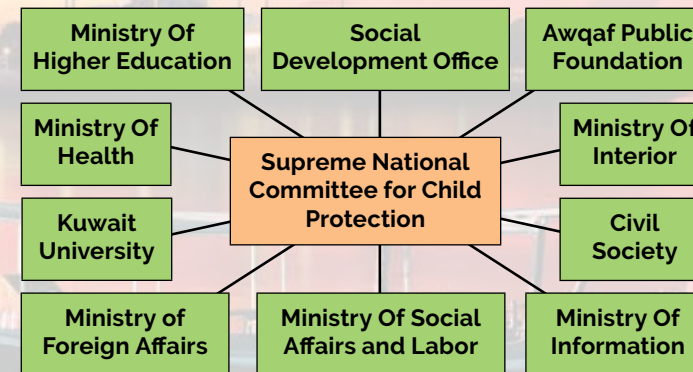 Ministry Of
Higher Education
Social
Development Office
Awqaf Public
Foundation
Ministry Of
Health
Supreme National
Committee for Child
Protection
Ministry Of
Interior
Kuwait
University
Civil
Society
Ministry of
Foreign Affairs
Ministry Of Social
Affairs and Labor
Ministry Of
Information